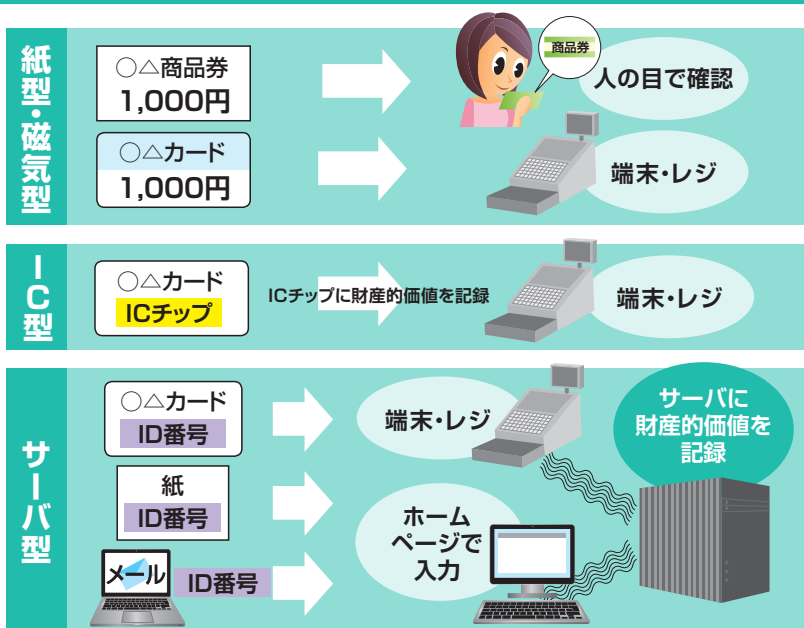 紙型・磁気型
○△商品券
1,000円
商品券
人の目で確認
○△カード
1,000円
端末・レジ
IC型
○△カード
ICチップ
ICチップに財産的価値を記録
端末・レジ
サーバ型
○△カード
ID番号
端末・レジ
サーバに
財産的価値を
記録
紙
ID番号
ホーム
ページで
入力
メール
ID番号